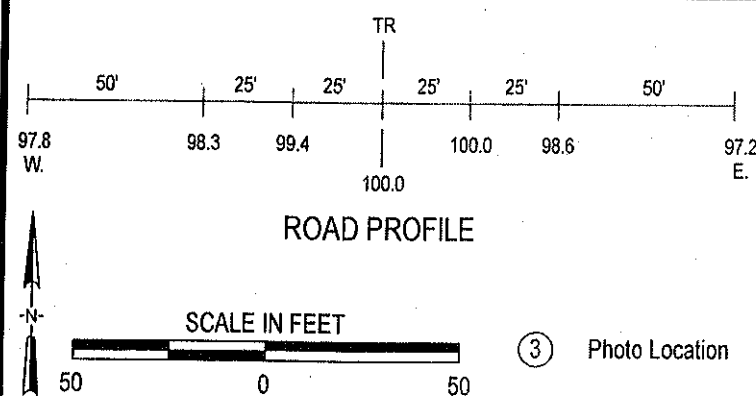 TR
50' 25' 25' 25' 25' 50'
97.8 98.3 99.4 100.0 98.6 97.2
W. E.
100.0
ROAD PROFILE
-N-
SCALE IN FEET
3 Photo Location
50 0 50